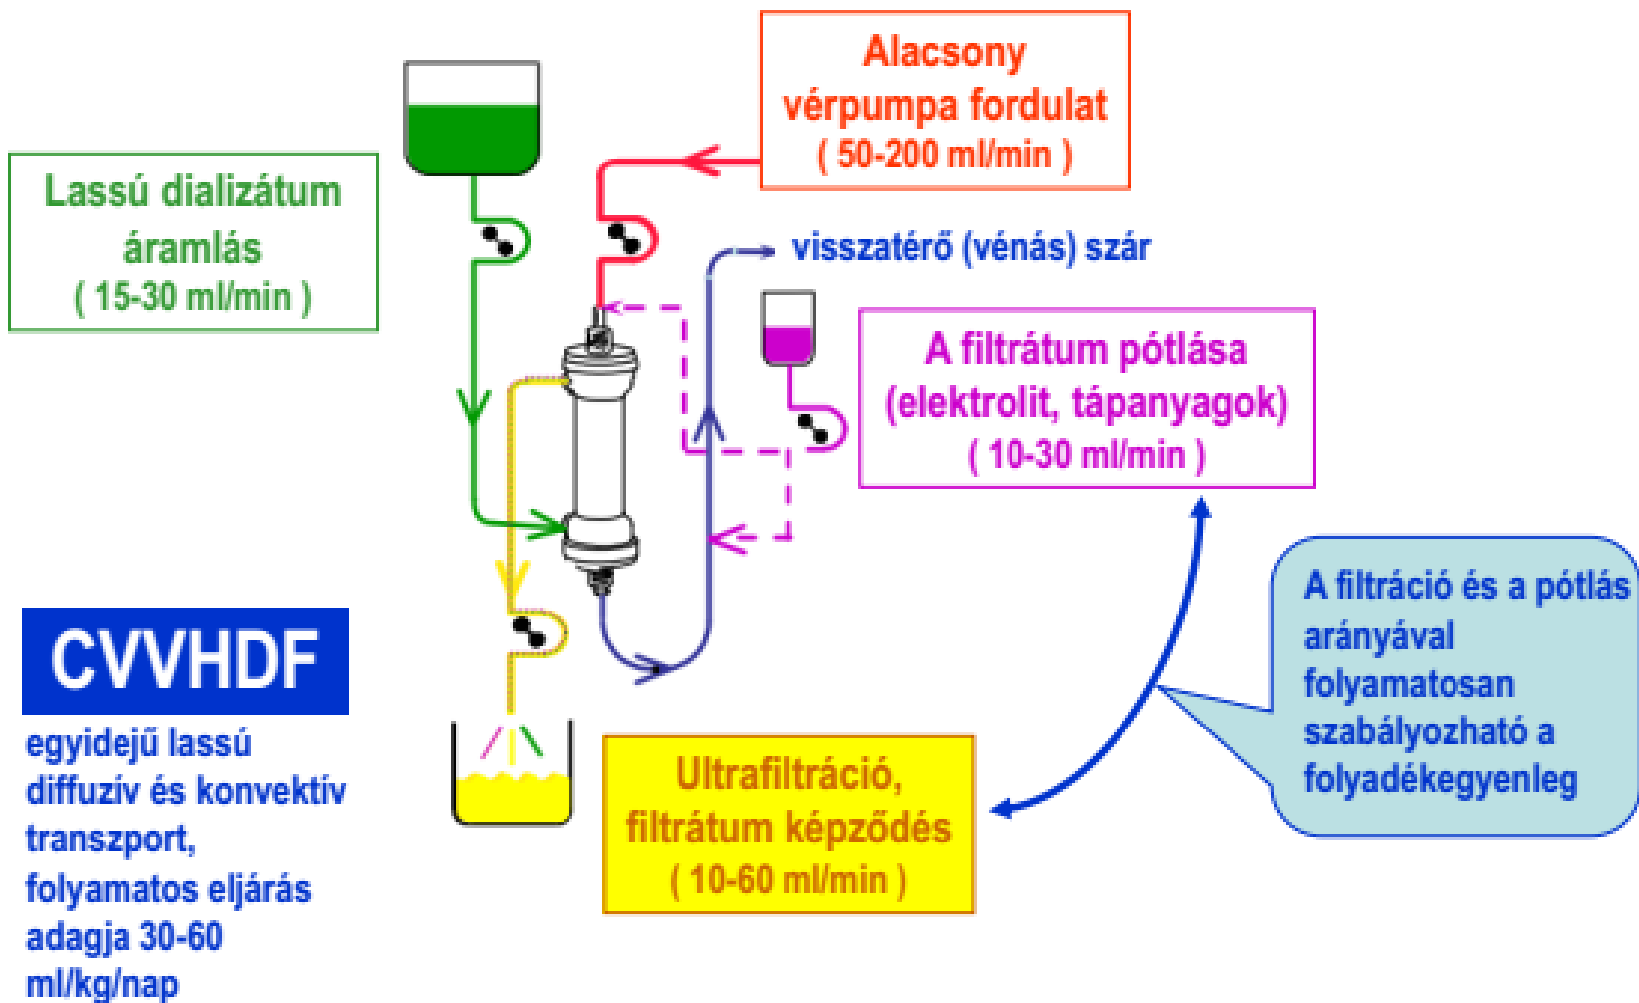 Alacsony
vérpumpa fordulat
( 50-200 ml/min )
Lassú dializátum
áramlás
( 15-30 ml/min )
visszatérő (vénás) szár
A filtrátum pótlása
(elektrolit, tápanyagok)
( 10-30 ml/min )
A filtráció és a pótlás
arányával
folyamatosan
szabályozható a
folyadékegyenleg
CVVHDF
egyidejű lassú
diffuzív és konvektív
transzport,
folyamatos eljárás
adagja 30-60
ml/kg/nap
Ultrafiltráció,
filtrátum képződés
( 10-60 ml/min )